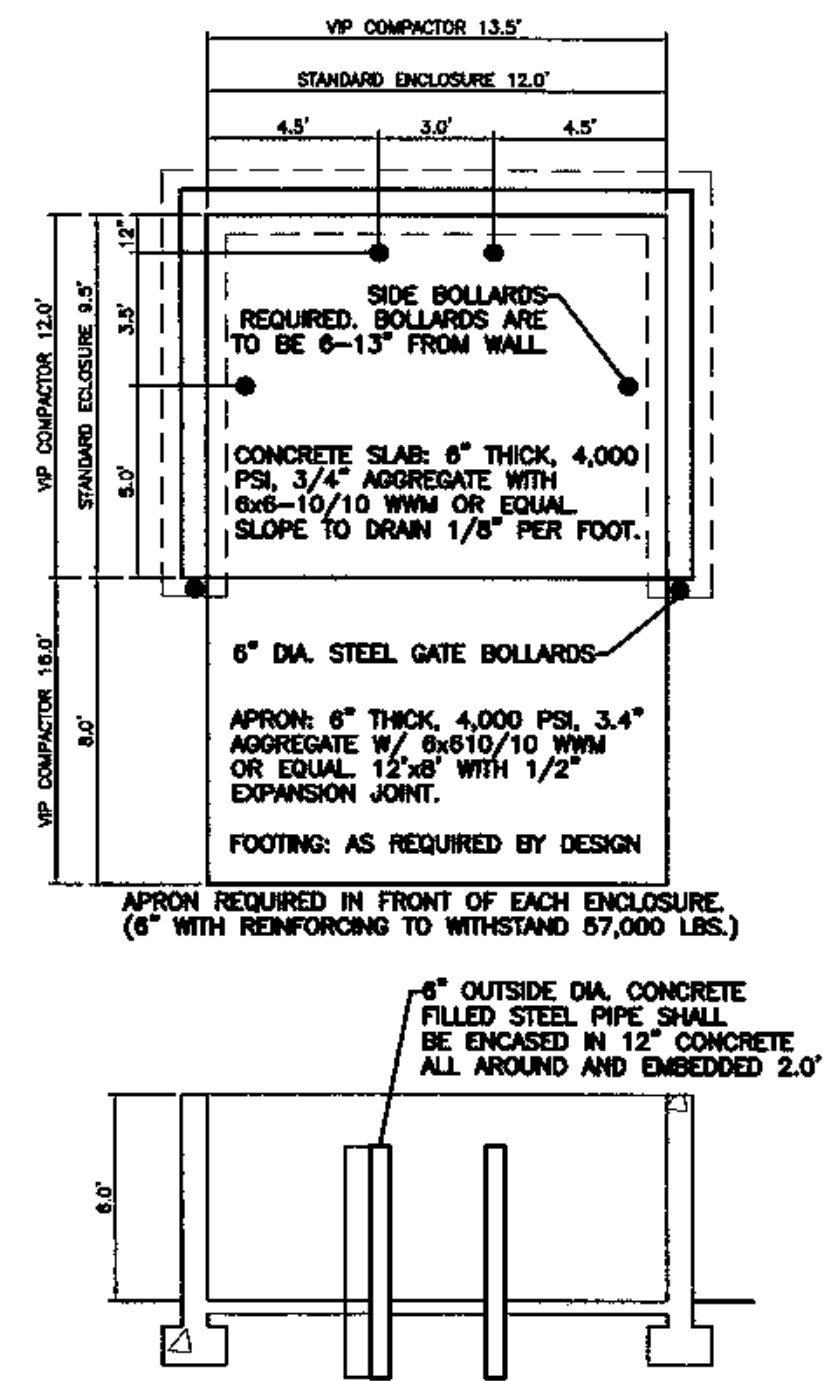 VIP COMPACTOR 13.5'
STANDARD ENCLOSURE 12.0'
4.5'
3.0'
4.5'
12"
3.5'
5.0'
VIP COMPACTOR 12.0'
STANDARD ECLOSURE 9.5'
SIDE BOLLARDS
REQUIRED. BOLLARDS ARE
TO BE 6-13" FROM WALL.
CONCRETE SLAB: 6" THICK, 4,000
PSI, 3/4" AGGREGATE WITH
6x6-10/10 WWM OR EQUAL.
SLOPE TO DRAIN 1/8" PER FOOT.
VIP COMPACTOR 16.0'
8.0'
6" DIA. STEEL GATE BOLLARDS
APRON: 6" THICK, 4,000 PSI, 3.4"
AGGREGATE W/ 6x610/10 WWM
OR EQUAL. 12'x8' WITH 1/2"
EXPANSION JOINT.
FOOTING: AS REQUIRED BY DESIGN
APRON REQUIRED IN FRONT OF EACH ENCLOSURE.
(6" WITH REINFORCING TO WITHSTAND 57,000 LBS.)
6" OUTSIDE DIA. CONCRETE
FILLED STEEL PIPE SHALL
BE ENCASED IN 12" CONCRETE
ALL AROUND AND EMBEDDED 2.0'
6.0'